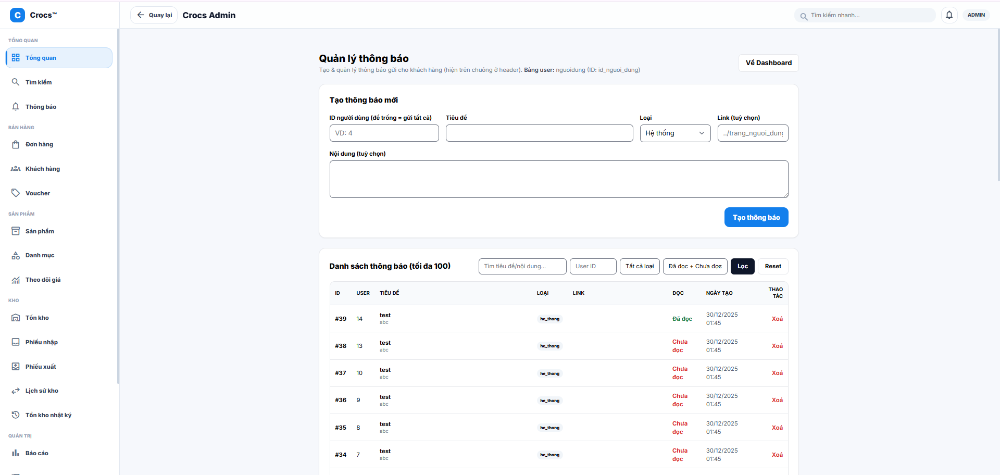 C Crocs™
Quay lại Crocs Admin
Tìm kiếm nhanh...
ADMIN
TỔNG QUAN
Tổng quan
Tìm kiếm
Thông báo
BÁN HÀNG
Đơn hàng
Khách hàng
Voucher
SẢN PHẨM
Sản phẩm
Danh mục
Theo dõi giá
KHO
Tồn kho
Phiếu nhập
Phiếu xuất
Lịch sử kho
Tồn kho nhật ký
QUẢN TRỊ
Báo cáo
Quản lý thông báo
Tạo & quản lý thông báo gửi cho khách hàng (hiện trên chuông ở header). Bảng user: nguoidung (ID: id_nguoi_dung)
Về Dashboard
Tạo thông báo mới
ID người dùng (để trống = gửi tất cả) Tiêu đề Loại Link (tuỳ chọn)
VD: 4 Hệ thống ../trang_nguoi_dung
Nội dung (tuỳ chọn)
Tạo thông báo
Danh sách thông báo (tối đa 100) Tìm tiêu đề/nội dung... User ID Tất cả loại Đã đọc + Chưa đọc Lọc Reset
ID USER TIÊU ĐỀ LOẠI LINK ĐỌC NGÀY TẠO THAO TÁC
#39 14 test he_thong Đã đọc 30/12/2025 Xoá
abc 01:45
#38 13 test he_thong Chưa 30/12/2025 Xoá
abc đọc 01:45
#37 10 test he_thong Chưa 30/12/2025 Xoá
abc đọc 01:45
#36 9 test he_thong Chưa 30/12/2025 Xoá
abc đọc 01:45
#35 8 test he_thong Chưa 30/12/2025 Xoá
abc đọc 01:45
#34 7 test he_thong Chưa 30/12/2025 Xoá
abc đọc 01:45